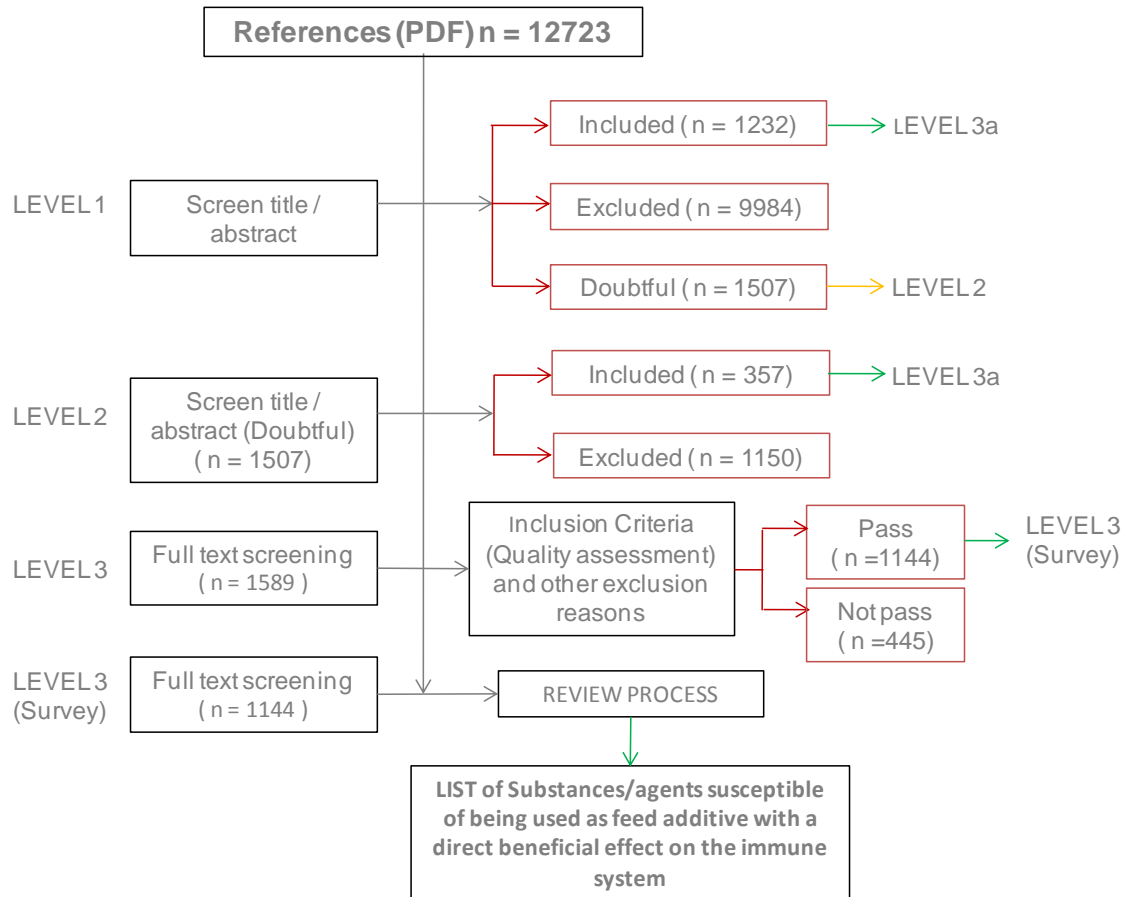 References (PDF) n = 12723
Included ( n = 1232)
LEVEL 3a
LEVEL 1
Screen title /
abstract
Excluded ( n = 9984)
Doubtful ( n = 1507)
LEVEL 2
Included ( n = 357)
LEVEL 3a
LEVEL 2
Screen title /
abstract (Doubtful)
( n = 1507)
Excluded ( n = 1150)
LEVEL 3
Full text screening
( n = 1589 )
Inclusion Criteria
(Quality assessment)
and other exclusion
reasons
Pass
( n =1144)
LEVEL 3
(Survey)
Not pass
( n =445)
LEVEL 3
(Survey)
Full text screening
( n = 1144 )
REVIEW PROCESS
LIST of Substances/agents susceptible
of being used as feed additive with a
direct beneficial effect on the immune
system